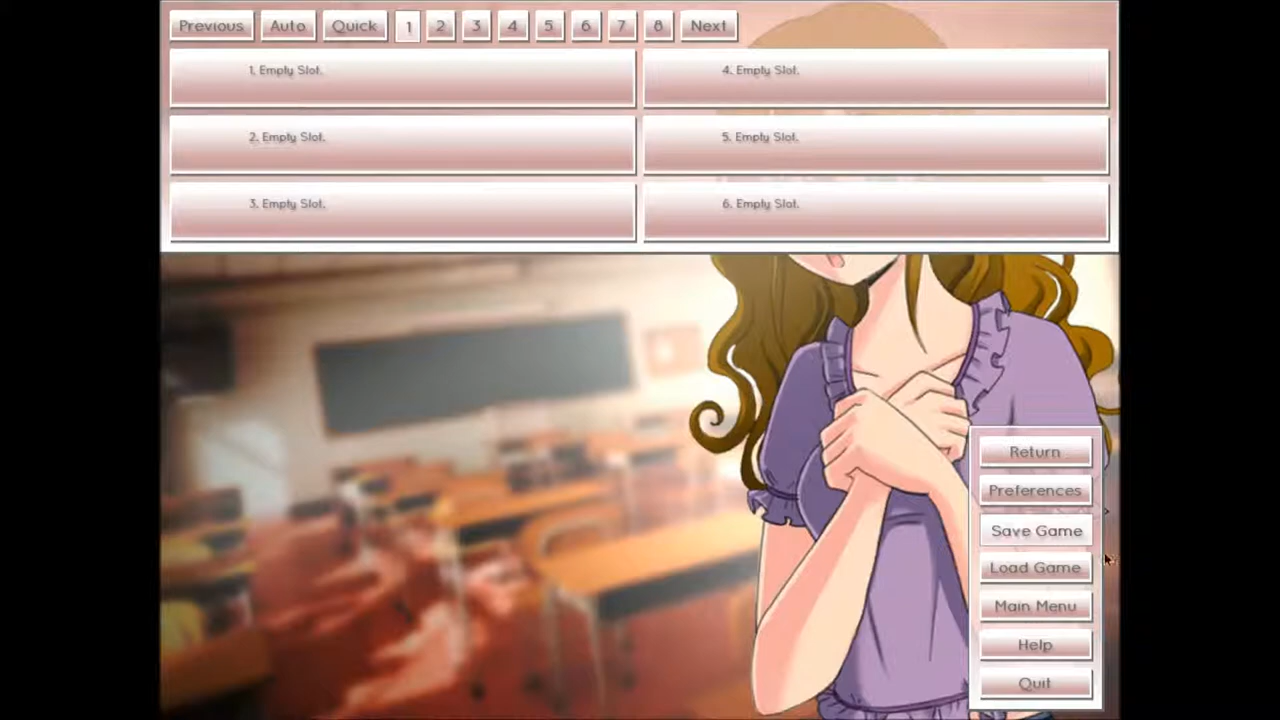 Previous Auto Quick 1 2 3 4 5 6 7 8 Next
1. Empty Slot.
4. Empty Slot.
2. Empty Slot.
5. Empty Slot.
3. Empty Slot.
6. Empty Slot.
Return
Preferences
Save Game
Load Game
Main Menu
Help
Quit